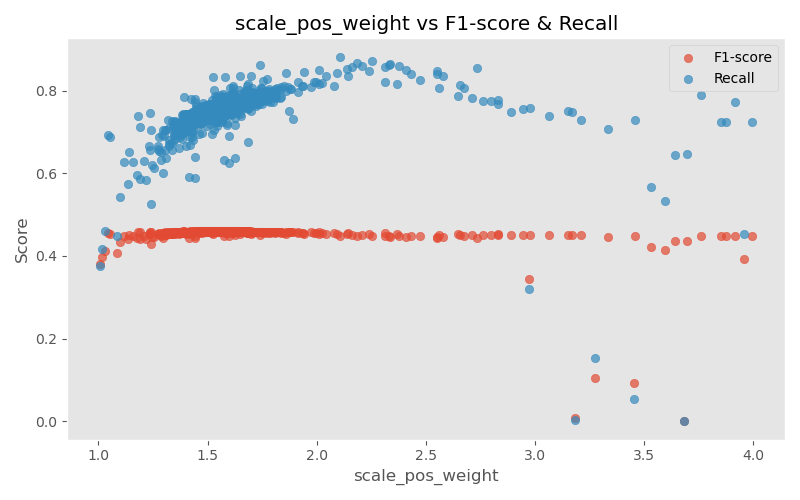 scale_pos_weight vs F1-score & Recall
F1-score
Recall
Score
0.8
0.6
0.4
0.2
0.0
1.0 1.5 2.0 2.5 3.0 3.5 4.0
scale_pos_weight